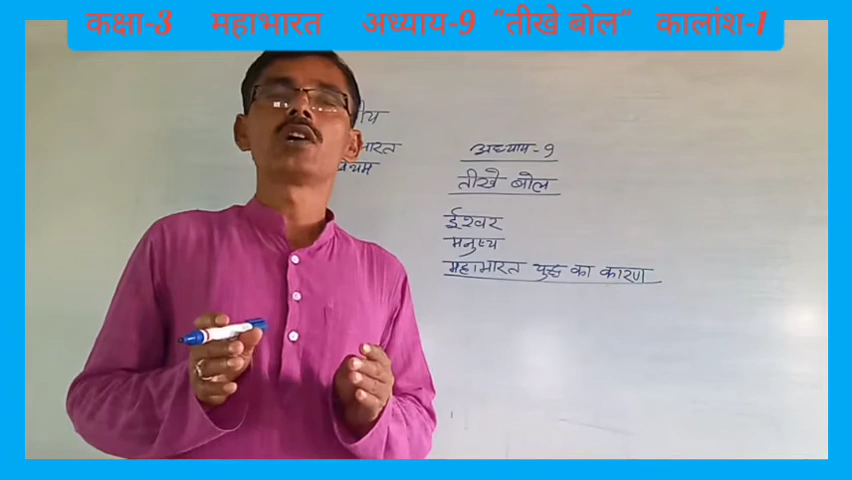 कक्षा-3 महाभारत अध्याय-9 "तीखे बोल" कालांश-1
अध्याय-9
तीखे बोल
ईश्वर
मनुष्य
महाभारत युद्ध का कारण